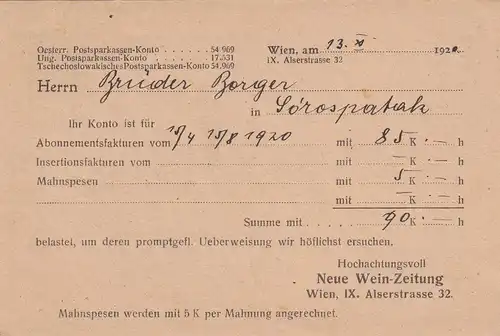 Oesterr. Postsparkassen-Konto . . . . . . 54 969
Ung. Postsparkassen-Konto . . . . . 17.531
Tschechoslowakisches Postsparkassen-Konto 54.969
Wien, am 13. XI 1920.
IX. Alserstrasse 32
Herrn Brüder Borger
in Sórospatak
Ihr Konto ist für
Abonnementsfakturen vom 15/4 15/8 1920 mit 85 K — h
Insertionsfakturen vom mit — K — h
Mahnspesen mit 5 K — h
mit — K — h
Summe mit 90 K — h
belastet, um deren promptgefl. Ueberweisung wir höflichst ersuchen.
Hochachtungsvoll
Neue Wein-Zeitung
Wien, IX. Alserstrasse 32.
Mahnspesen werden mit 5 K per Mahnung angerechnet.